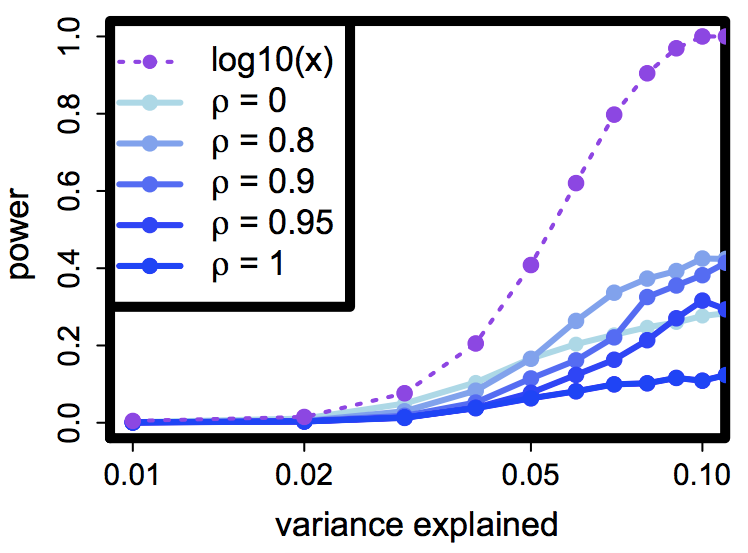 log10(x)
ρ = 0
ρ = 0.8
ρ = 0.9
ρ = 0.95
ρ = 1
power
1.0
0.8
0.6
0.4
0.2
0.0
0.01 0.02 0.05 0.10
variance explained